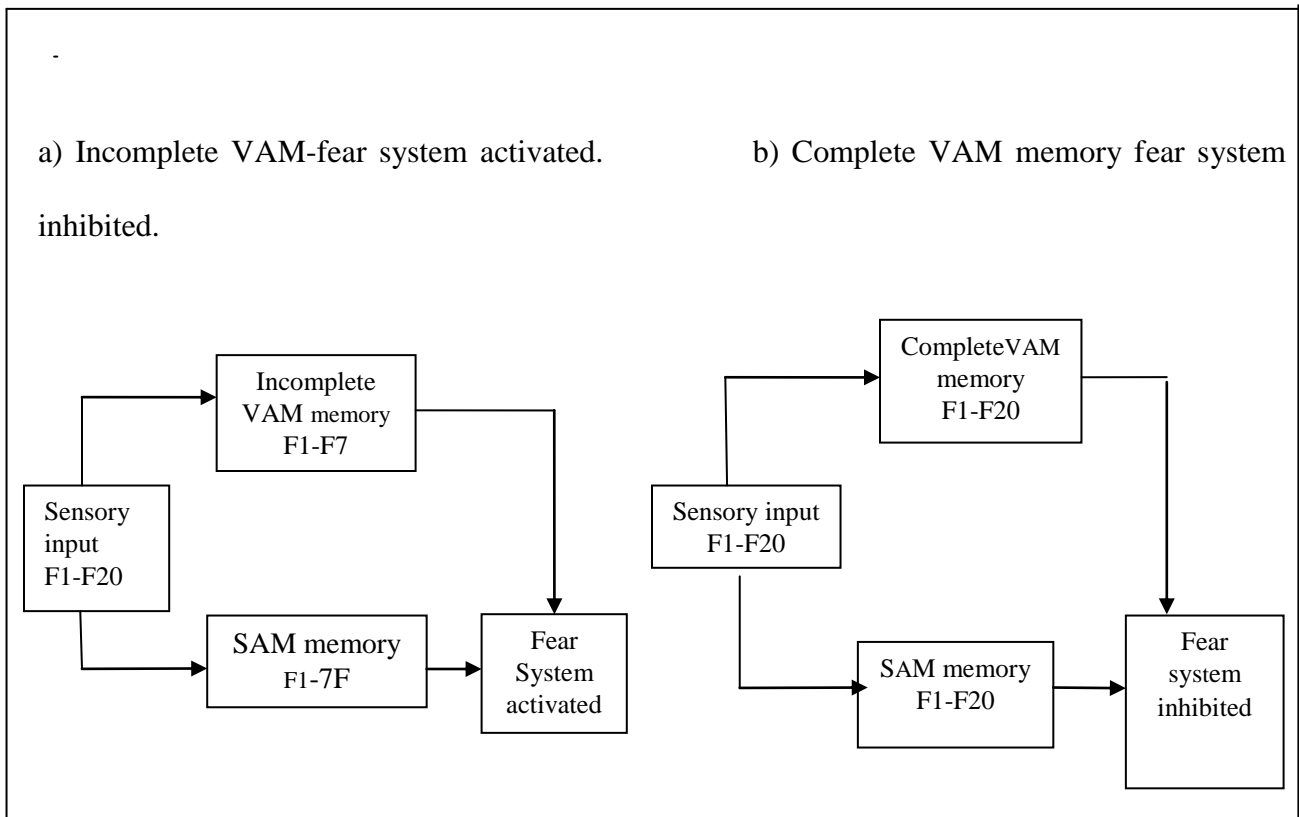 -
a) Incomplete VAM-fear system activated. b) Complete VAM memory fear system
inhibited.
Incomplete
VAM memory
F1-F7
Sensory
input
F1-F20
SAM memory
F1-7F
Fear
System
activated
CompleteVAM
memory
F1-F20
Sensory input
F1-F20
SAM memory
F1-F20
Fear
system
inhibited